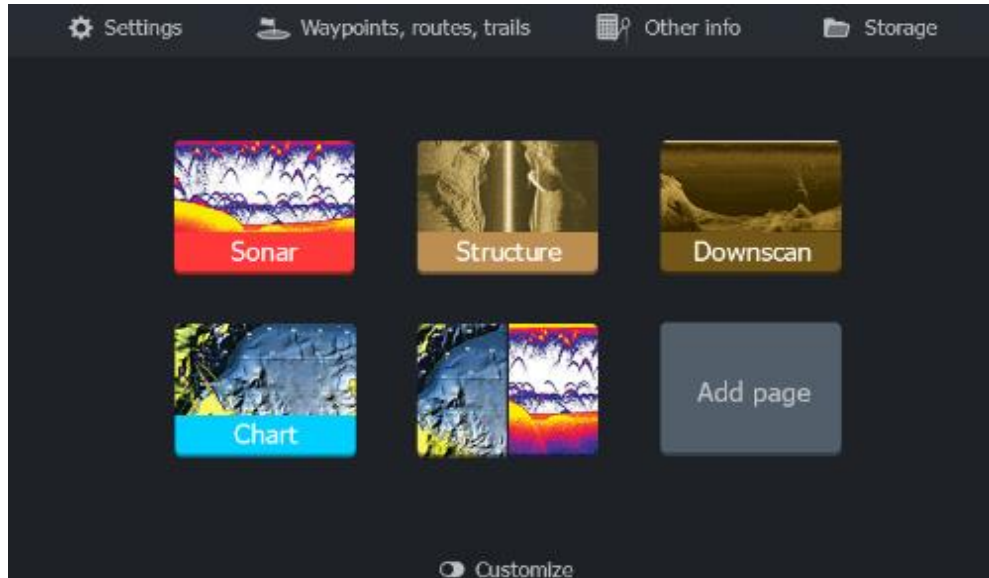 Settings
Waypoints, routes, trails
Other info
Storage
Sonar
Structure
Downscan
Chart
Add page
Customize